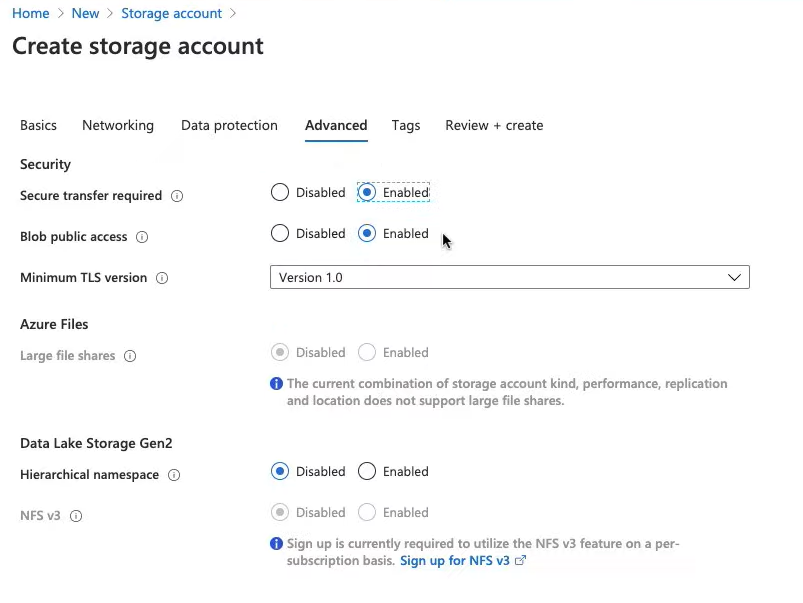 Home > New > Storage account >
Create storage account
Basics Networking Data protection Advanced Tags Review + create
Security
Secure transfer required Disabled Enabled
Blob public access Disabled Enabled
Minimum TLS version Version 1.0
Azure Files
Large file shares Disabled Enabled
The current combination of storage account kind, performance, replication
and location does not support large file shares.
Data Lake Storage Gen2
Hierarchical namespace Disabled Enabled
NFS v3 Disabled Enabled
Sign up is currently required to utilize the NFS v3 feature on a per-
subscription basis. Sign up for NFS v3